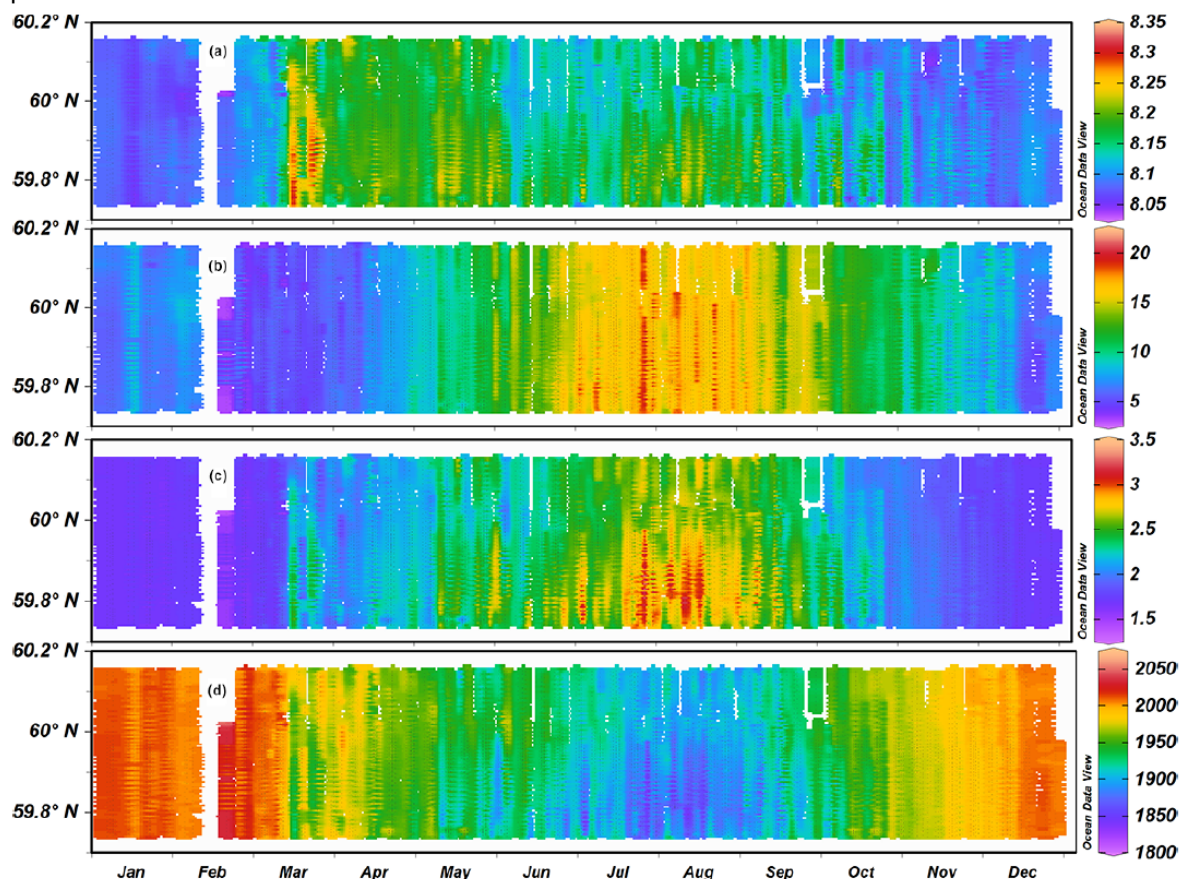 60.2° N
60° N
59.8° N
(a)
Ocean Data View
8.35
8.3
8.25
8.2
8.15
8.1
8.05
60.2° N
60° N
59.8° N
(b)
Ocean Data View
20
15
10
5
60.2° N
60° N
59.8° N
(c)
Ocean Data View
3.5
3
2.5
2
1.5
60.2° N
60° N
59.8° N
(d)
Ocean Data View
2050
2000
1950
1900
1850
1800
Jan Feb Mar Apr May Jun Jul Aug Sep Oct Nov Dec